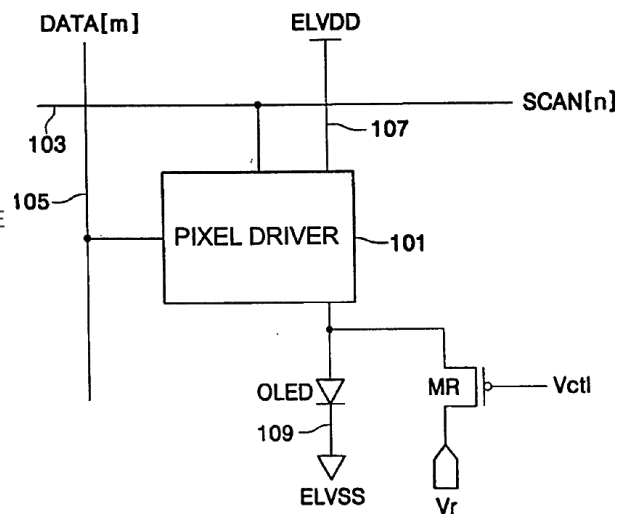 DATA[m]
ELVDD
SCAN[n]
103
107
105
E
PIXEL DRIVER
101
OLED
MR
Vctl
109
ELVSS
Vr